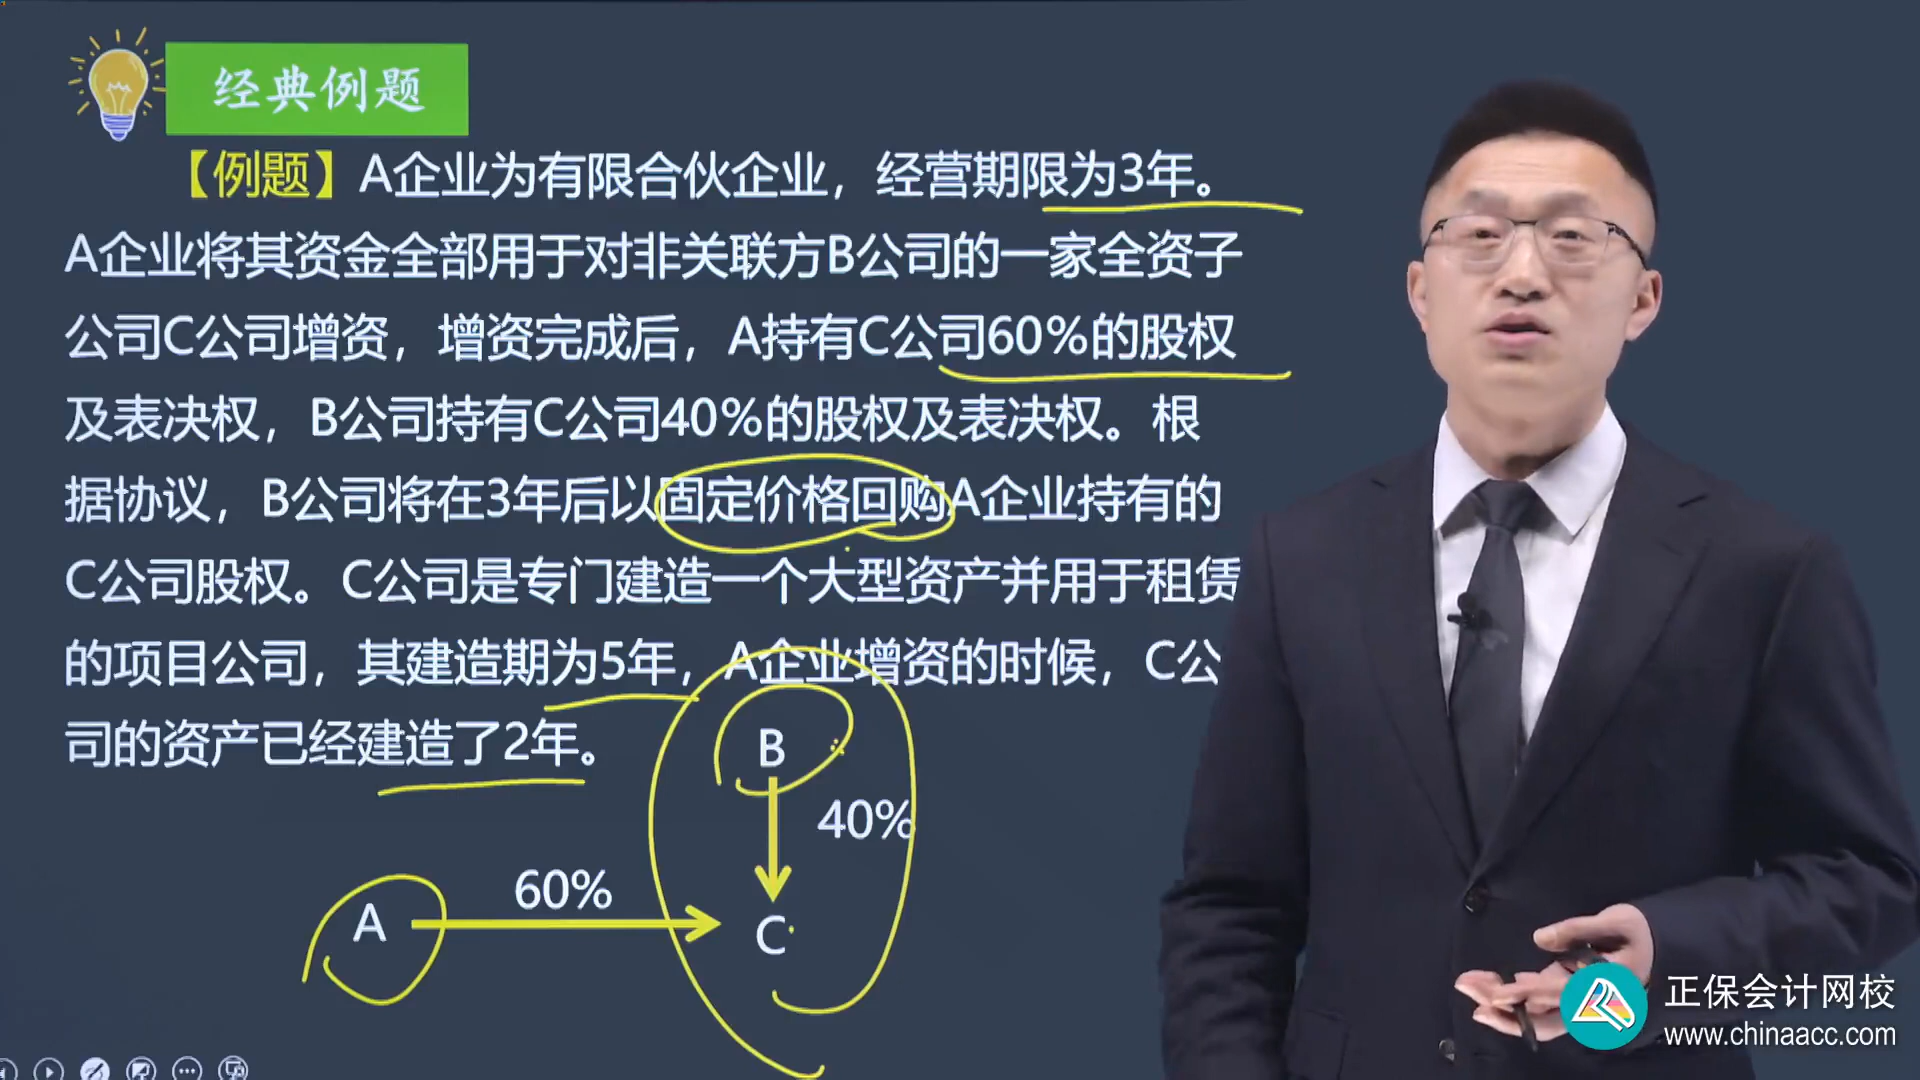 经典例题
【例题】A企业为有限合伙企业，经营期限为3年。
A企业将其资金全部用于对非关联方B公司的一家全资子
公司C公司增资，增资完成后，A持有C公司60%的股权
及表决权，B公司持有C公司40%的股权及表决权。根
据协议，B公司将在3年后以固定价格回购A企业持有的
C公司股权。C公司是专门建造一个大型资产并用于租赁
的项目公司，其建造期为5年，A企业增资的时候，C公
司的资产已经建造了2年。
B
40%
60%
A
C
正保会计网校
www.chinaacc.com